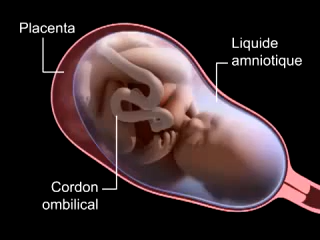 Placenta
Liquide
amniotique
Cordon
ombilical